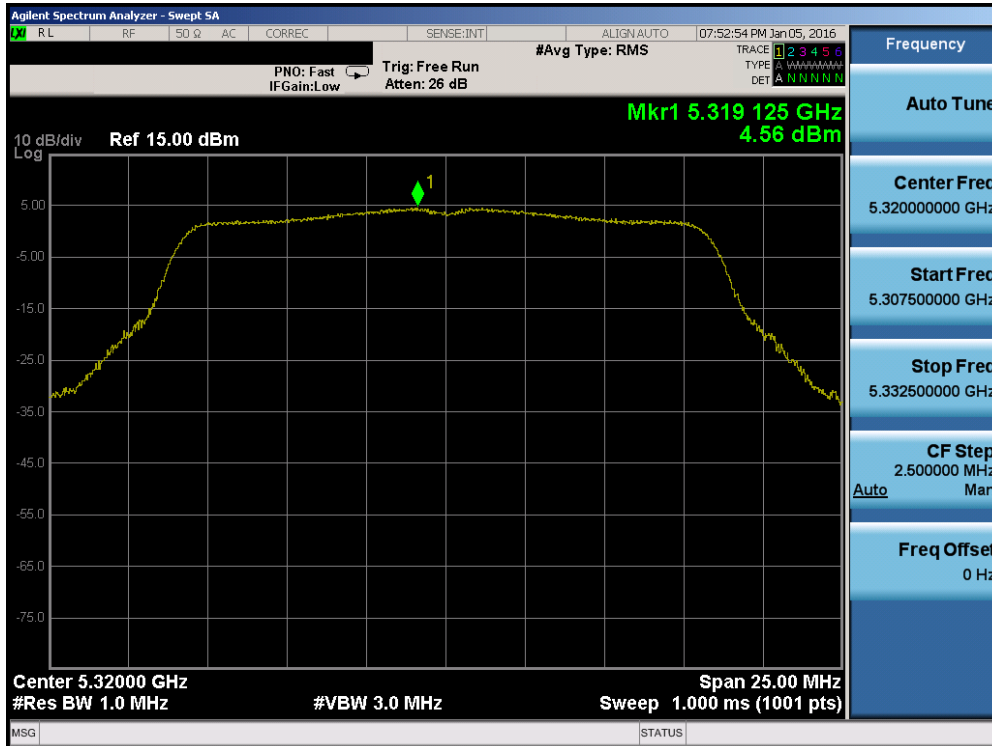 Agilent Spectrum Analyzer - Swept SA
LXI RL RF 50 Ω AC CORREC SENSE:INT ALIGN AUTO 07:52:54 PM Jan 05, 2016
PNO: Fast
IFGain:Low
Trig: Free Run
Atten: 26 dB
#Avg Type: RMS
TRACE 1 2 3 4 5 6
TYPE A WWWWW
DET A N N N N N
Mkr1 5.319 125 GHz
4.56 dBm
10 dB/div
Log
Ref 15.00 dBm
1
5.00
-5.00
-15.0
-25.0
-35.0
-45.0
-55.0
-65.0
-75.0
Center 5.32000 GHz
Span 25.00 MHz
#Res BW 1.0 MHz
#VBW 3.0 MHz
Sweep 1.000 ms (1001 pts)
MSG
STATUS
Frequency
Auto Tune
Center Freq
5.320000000 GHz
Start Freq
5.307500000 GHz
Stop Freq
5.332500000 GHz
CF Step
2.500000 MHz
Auto Man
Freq Offset
0 Hz